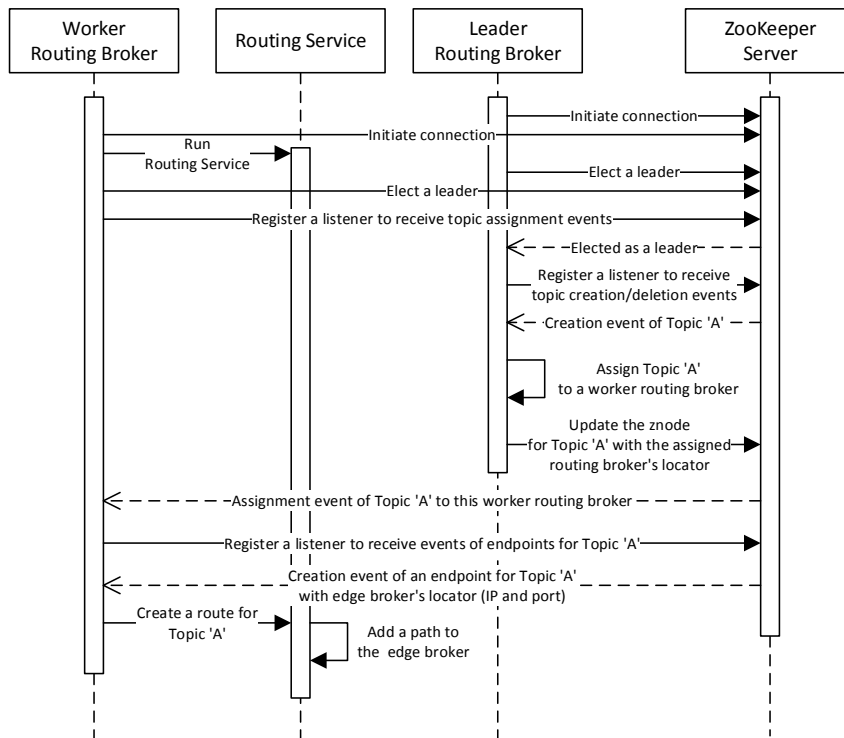 Worker
Routing Broker
Routing Service
Leader
Routing Broker
ZooKeeper
Server
Initiate connection
Initiate connection
Run
Routing Service
Elect a leader
Elect a leader
Register a listener to receive topic assignment events
Elected as a leader
Register a listener to receive
topic creation/deletion events
Creation event of Topic 'A'
Assign Topic 'A'
to a worker routing broker
Update the znode
for Topic 'A' with the assigned
routing broker's locator
Assignment event of Topic 'A' to this worker routing broker
Register a listener to receive events of endpoints for Topic 'A'
Creation event of an endpoint for Topic 'A'
with edge broker's locator (IP and port)
Create a route for
Topic 'A'
Add a path to
the edge broker